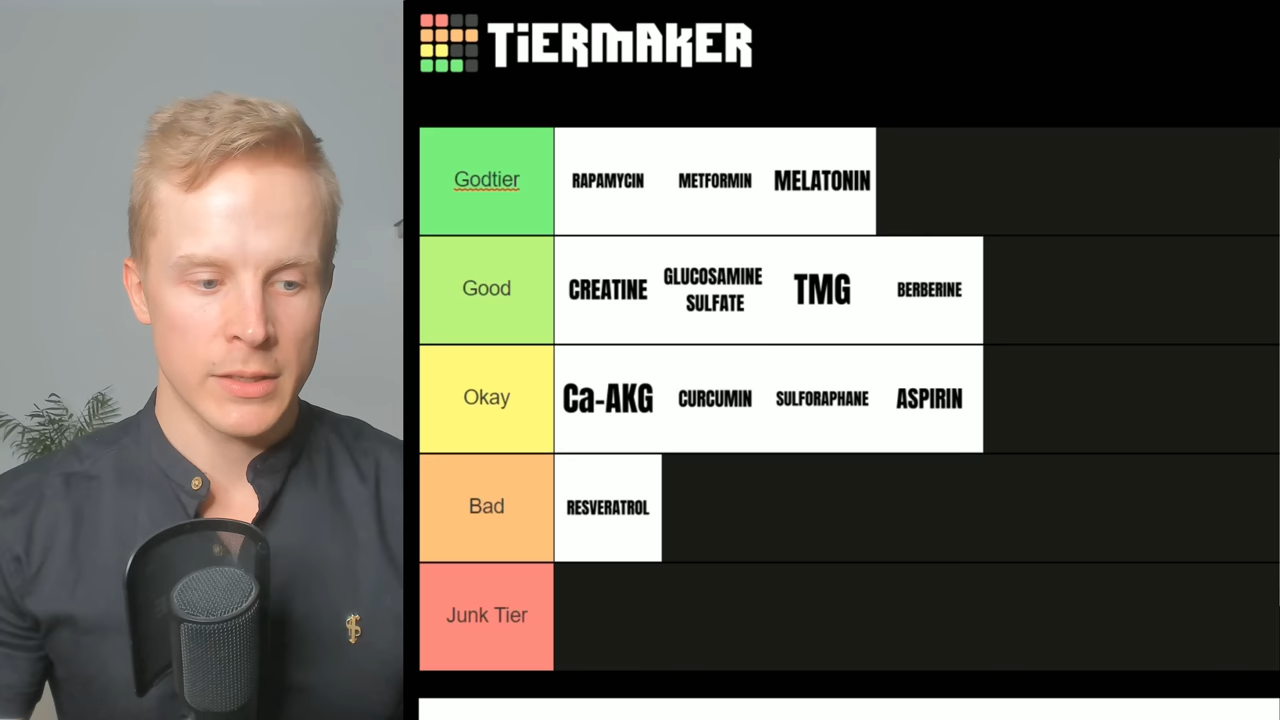 TiERMAKER
Godtier
RAPAMYCIN
METFORMIN
MELATONIN
Good
CREATINE
GLUCOSAMINE
SULFATE
TMG
BERBERINE
Okay
Ca-AKG
CURCUMIN
SULFORAPHANE
ASPIRIN
Bad
RESVERATROL
Junk Tier